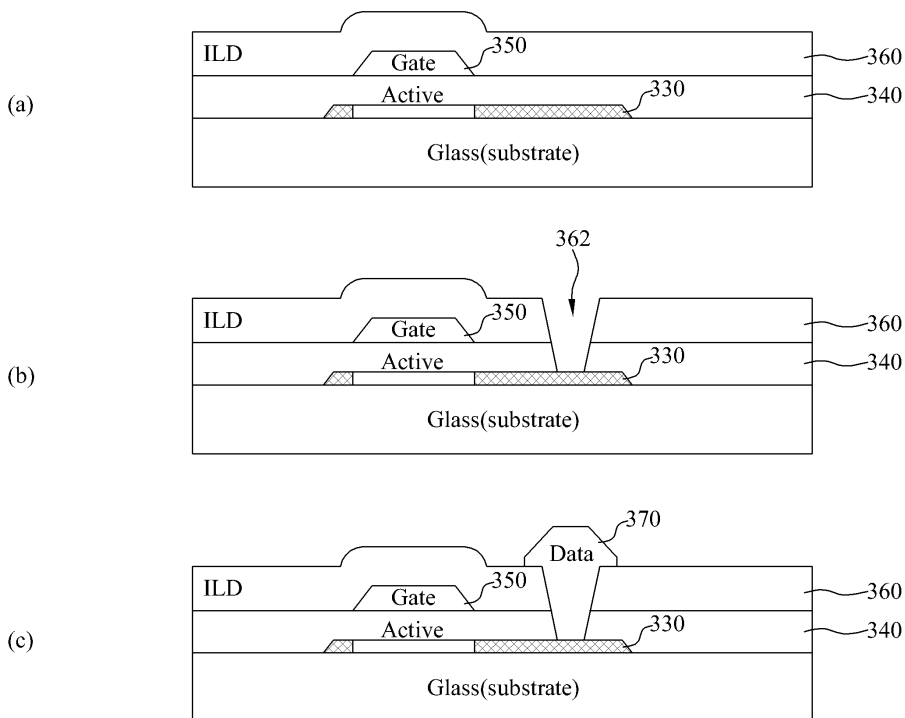 ILD
Gate
350
360
(a)
Active
330
340
Glass(substrate)
362
ILD
Gate
350
360
(b)
Active
330
340
Glass(substrate)
370
Data
ILD
Gate
350
360
(c)
Active
330
340
Glass(substrate)